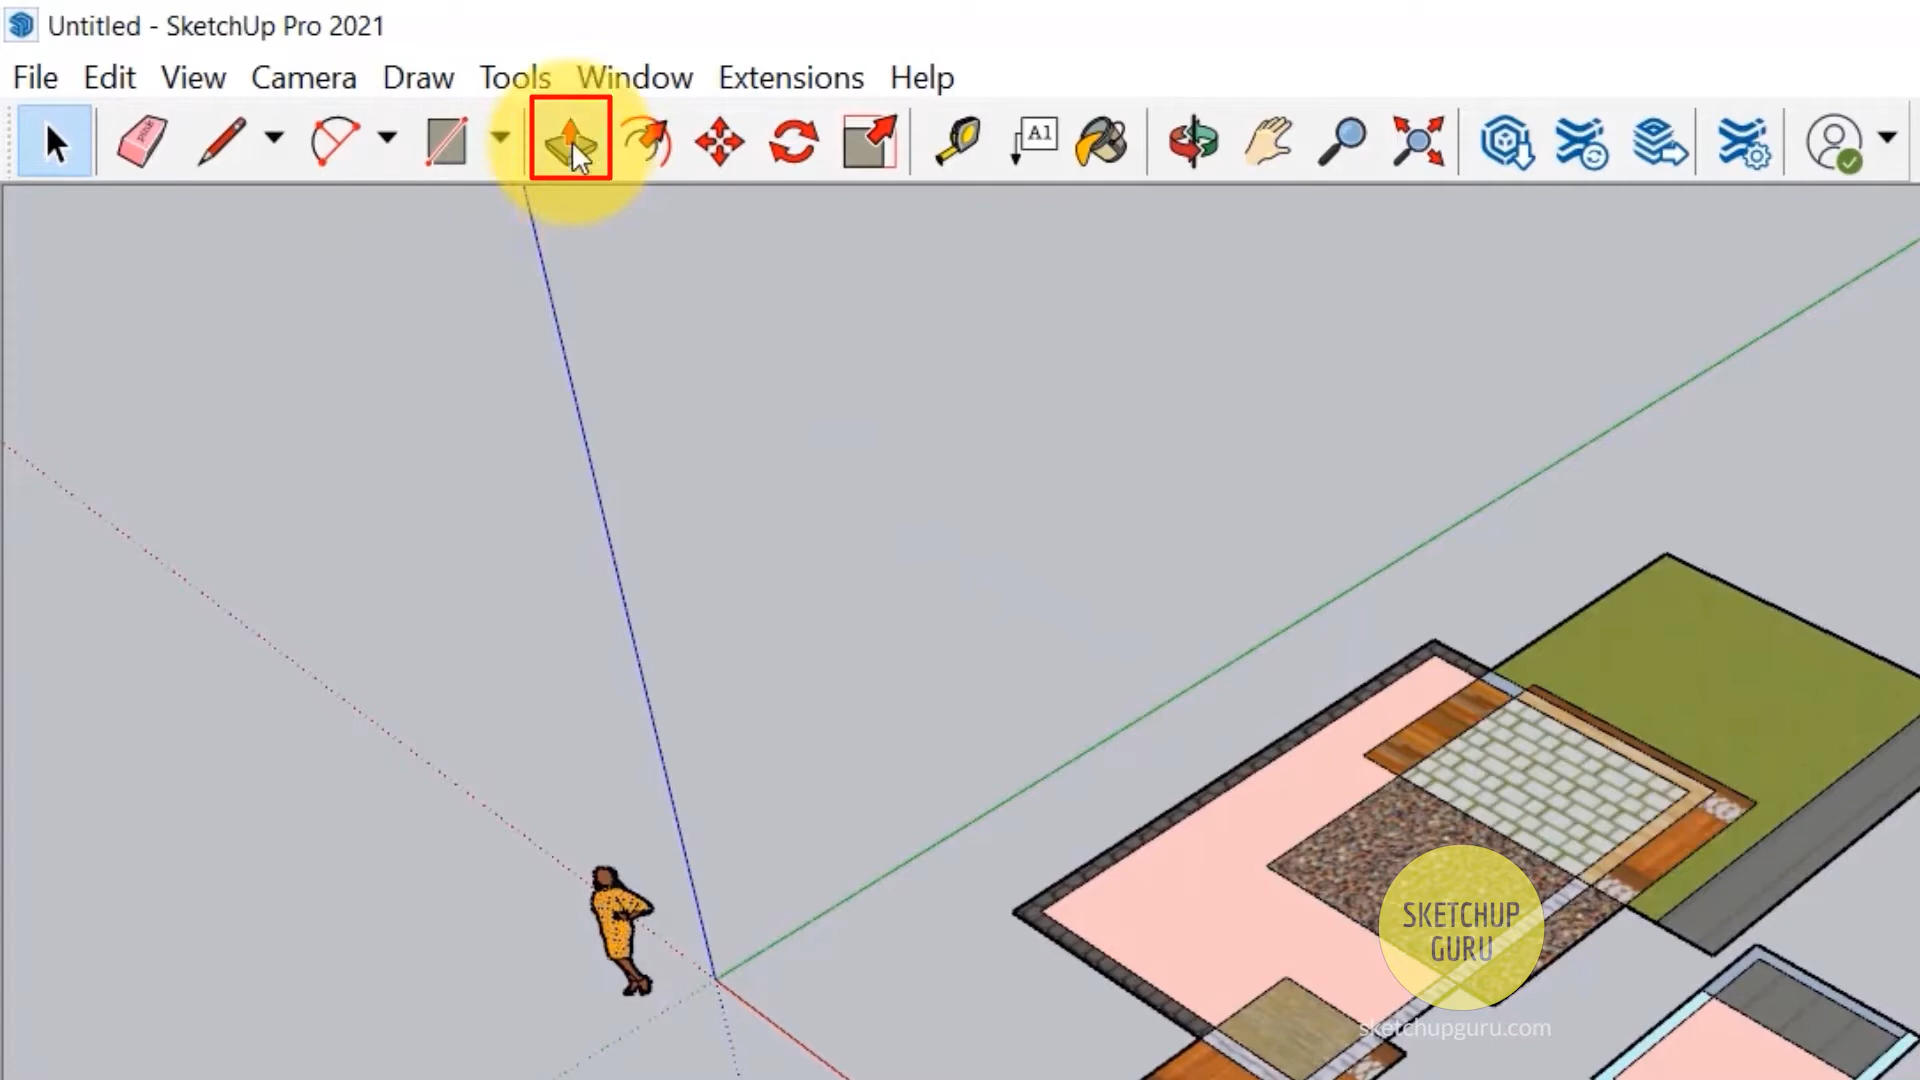 Untitled - SketchUp Pro 2021
File Edit View Camera Draw Tools Window Extensions Help
A1
SKETCHUP
GURU
sketchupguru.com